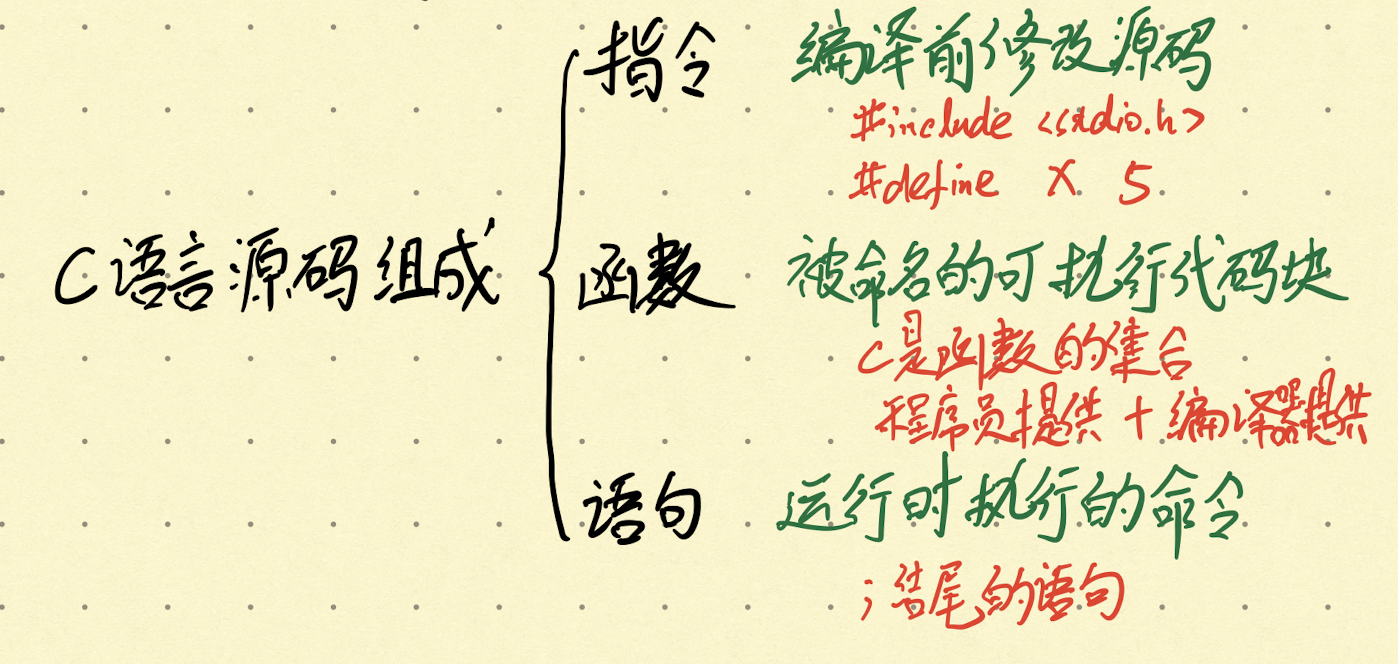 指令 编译前修改源码
#include <stdio.h>
#define X 5
C语言源码组成 函数 被命名的可执行代码块
C是函数的集合
程序员提供 + 编译器提供
语句 运行时执行的命令
; 结尾的语句